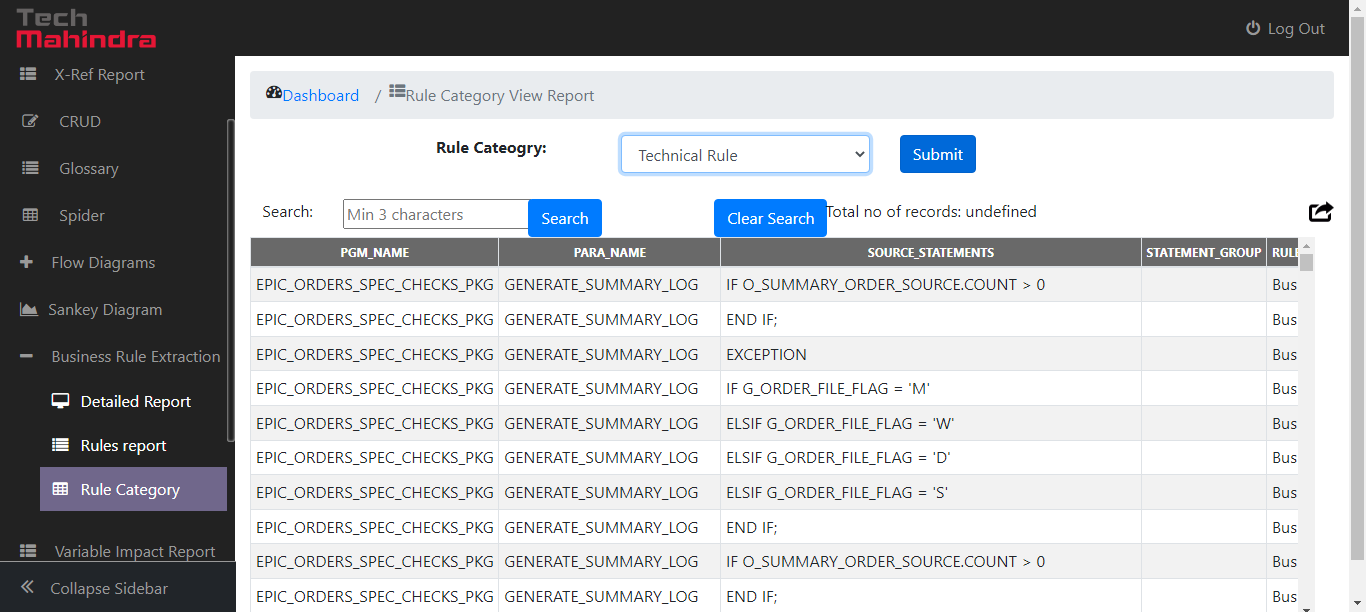 Tech
Mahindra
Log Out
X-Ref Report
CRUD
Glossary
Spider
Flow Diagrams
Sankey Diagram
Business Rule Extraction
Detailed Report
Rules report
Rule Category
Variable Impact Report
Collapse Sidebar
Dashboard / Rule Category View Report
Rule Cateogry: Technical Rule Submit
Search: Min 3 characters Search Clear Search Total no of records: undefined
PGM_NAME PARA_NAME SOURCE_STATEMENTS STATEMENT_GROUP RULE
EPIC_ORDERS_SPEC_CHECKS_PKG GENERATE_SUMMARY_LOG IF O_SUMMARY_ORDER_SOURCE.COUNT > 0 Bus
EPIC_ORDERS_SPEC_CHECKS_PKG GENERATE_SUMMARY_LOG END IF; Bus
EPIC_ORDERS_SPEC_CHECKS_PKG GENERATE_SUMMARY_LOG EXCEPTION Bus
EPIC_ORDERS_SPEC_CHECKS_PKG GENERATE_SUMMARY_LOG IF G_ORDER_FILE_FLAG = 'M' Bus
EPIC_ORDERS_SPEC_CHECKS_PKG GENERATE_SUMMARY_LOG ELSIF G_ORDER_FILE_FLAG = 'W' Bus
EPIC_ORDERS_SPEC_CHECKS_PKG GENERATE_SUMMARY_LOG ELSIF G_ORDER_FILE_FLAG = 'D' Bus
EPIC_ORDERS_SPEC_CHECKS_PKG GENERATE_SUMMARY_LOG ELSIF G_ORDER_FILE_FLAG = 'S' Bus
EPIC_ORDERS_SPEC_CHECKS_PKG GENERATE_SUMMARY_LOG END IF; Bus
EPIC_ORDERS_SPEC_CHECKS_PKG GENERATE_SUMMARY_LOG IF O_SUMMARY_ORDER_SOURCE.COUNT > 0 Bus
EPIC_ORDERS_SPEC_CHECKS_PKG GENERATE_SUMMARY_LOG END IF; Bus